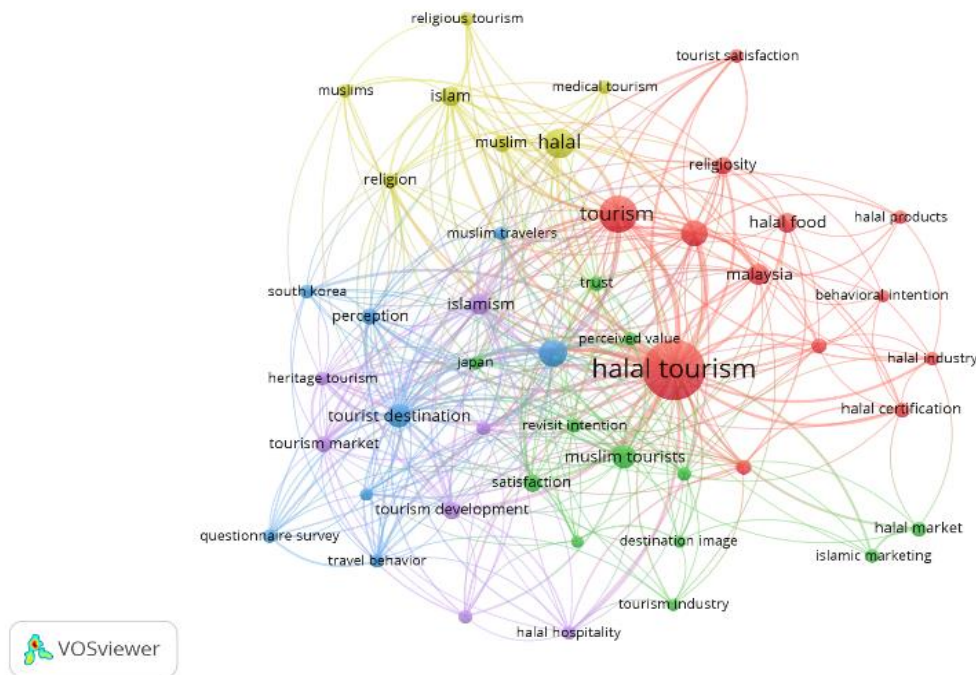 religious tourism
tourist satisfaction
muslims
islam
medical tourism
muslim
halal
religiosity
religion
tourism
halal food
halal products
muslim travelers
malaysia
trust
south korea
islamism
behavioral intention
perception
perceived value
japan
halal tourism
halal industry
heritage tourism
tourist destination
halal certification
revisit intention
tourism market
muslim tourists
satisfaction
tourism development
halal market
questionnaire survey
destination image
islamic marketing
travel behavior
tourism industry
halal hospitality
VOSviewer